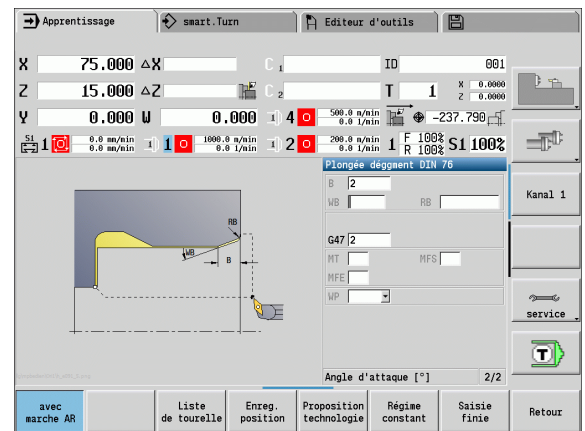 Apprentissage smart.Turn Editeur d'outils
X 75.000 ΔX C 1 ID 001
Z 15.000 ΔZ C 2 T 1 X 0.0000 Z 0.0000
Y 0.000 U 0.000 1 4 500.0 m/min 0.0 1/min -237.790
S1 1 0.0 mm/min 0.0 mm/min 1 1 1000.0 m/min 0.0 1/min 1 2 200.0 m/min 0.0 1/min 1 F 100% R 100% S1 100%
Plongée déggment DIN 76
B 2
WB RB
G47 2
MT MFS
MFE
WP
Angle d'attaque [°] 2/2
RB
WB
B
Kanal 1
service
T
avec marche AR
Liste de tourelle
Enreg. position
Proposition technologie
Régime constant
Saisie finie
Retour